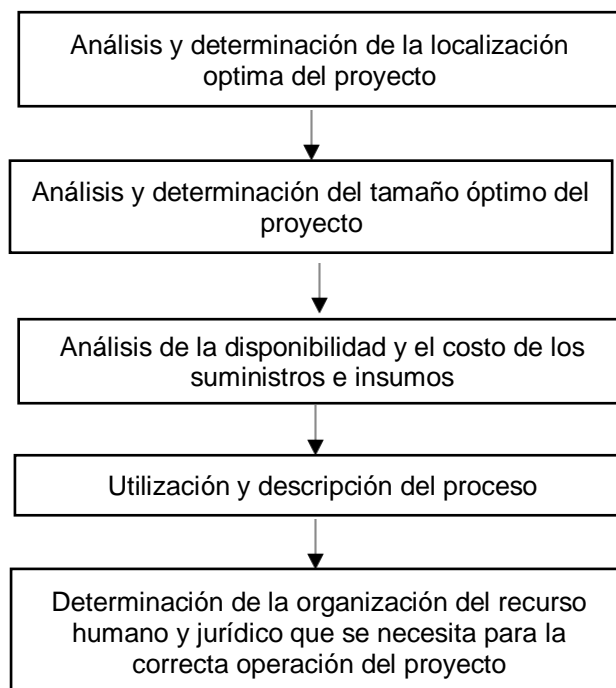 Análisis y determinación de la localización
optima del proyecto
Análisis y determinación del tamaño óptimo del
proyecto
Análisis de la disponibilidad y el costo de los
suministros e insumos
Utilización y descripción del proceso
Determinación de la organización del recurso
humano y jurídico que se necesita para la
correcta operación del proyecto